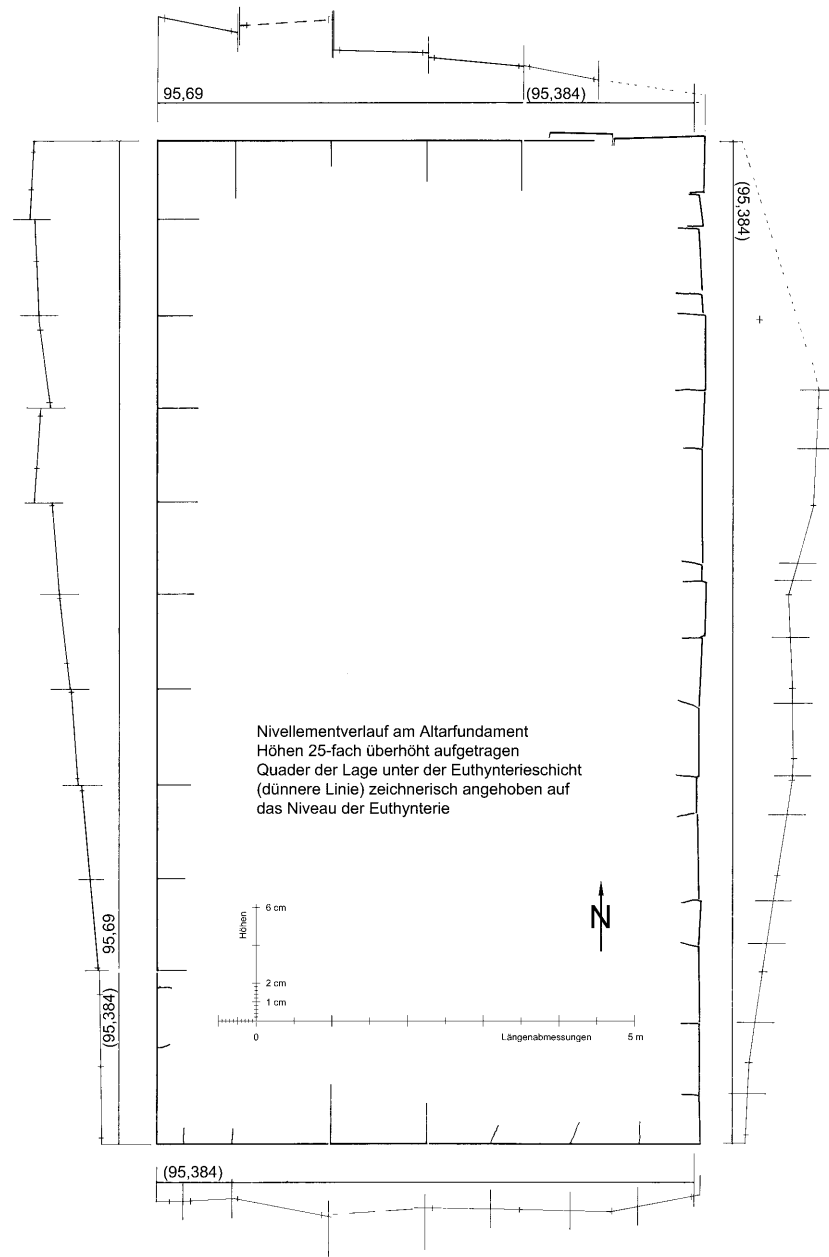 95,69
(95,384)
(95,384)
Nivellementverlauf am Altarfundament
Höhen 25-fach überhöht aufgetragen
Quader der Lage unter der Euthynterieschicht
(dünnere Linie) zeichnerisch angehoben auf
das Niveau der Euthynterie
Höhen
6 cm
2 cm
1 cm
0
Längenabmessungen
5 m
N
95,69
(95,384)
(95,384)